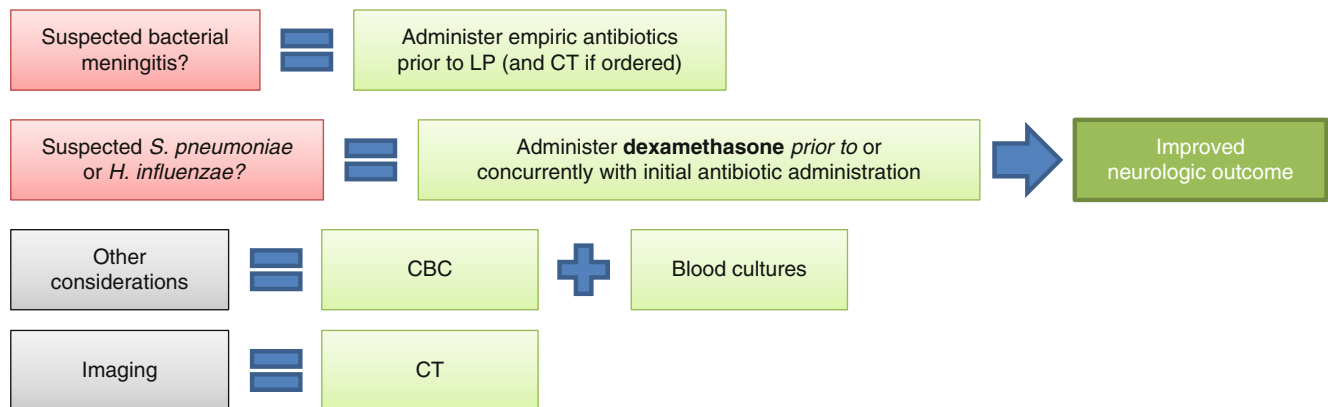 Suspected bacterial
meningitis?
Administer empiric antibiotics
prior to LP (and CT if ordered)
Suspected S. pneumoniae
or H. influenzae?
Administer dexamethasone prior to or
concurrently with initial antibiotic administration
Improved
neurologic outcome
Other
considerations
CBC
Blood cultures
Imaging
CT